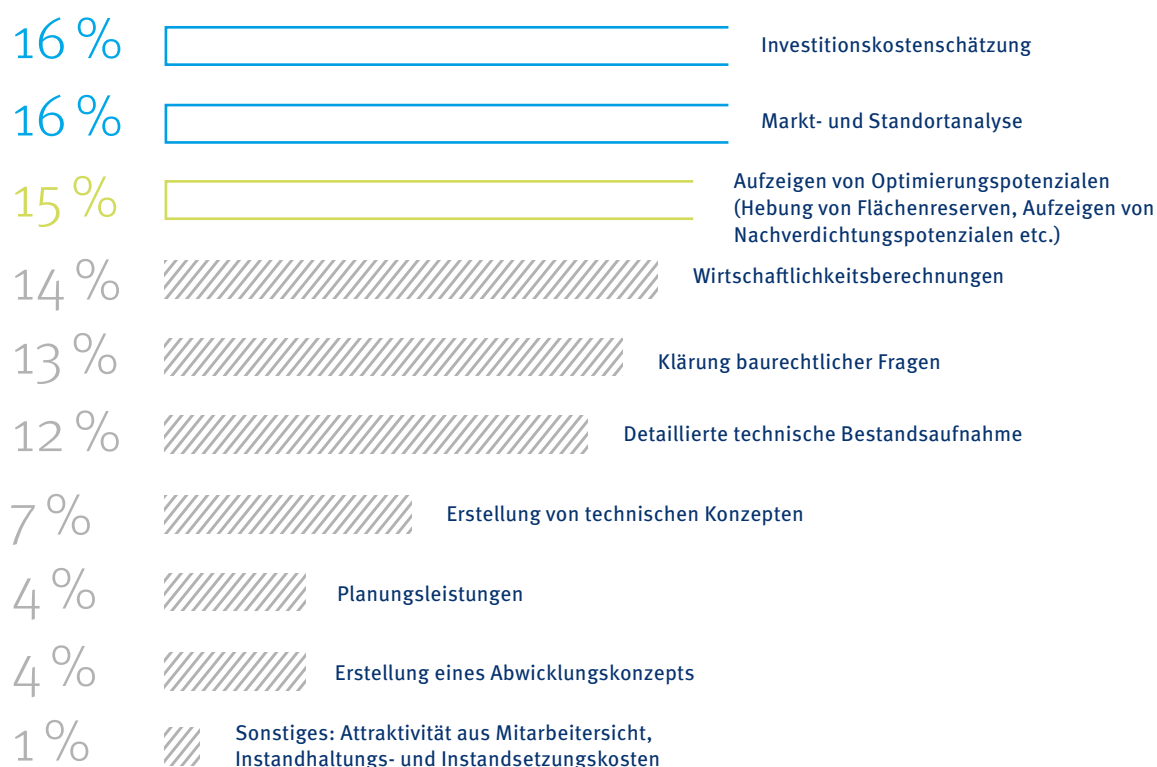 16 %
Investitionskostenschätzung
16 %
Markt- und Standortanalyse
15 %
Aufzeigen von Optimierungspotenzialen
(Hebung von Flächenreserven, Aufzeigen von
Nachverdichtungspotenzialen etc.)
14 %
Wirtschaftlichkeitsberechnungen
13 %
Klärung baurechtlicher Fragen
12 %
Detaillierte technische Bestandsaufnahme
7 %
Erstellung von technischen Konzepten
4 %
Planungsleistungen
4 %
Erstellung eines Abwicklungskonzepts
1 %
Sonstiges: Attraktivität aus Mitarbeitersicht,
Instandhaltungs- und Instandsetzungskosten